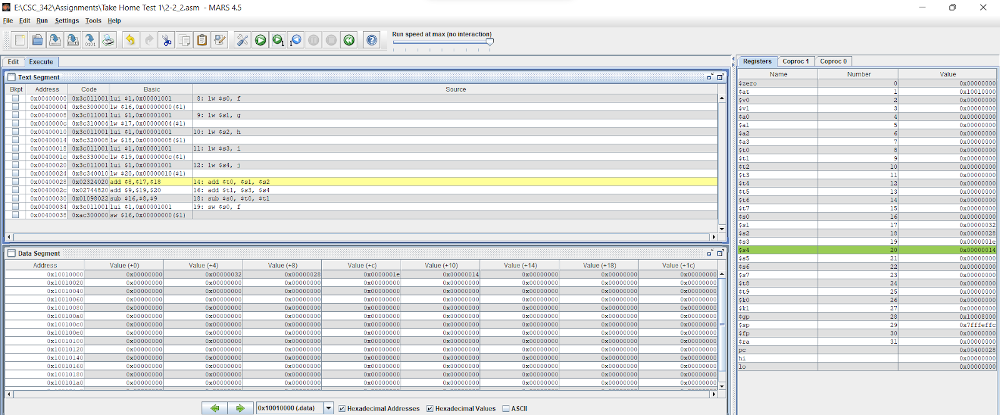 E:\CSC_342\Assignments\Take Home Test 1\2-2_2.asm - MARS 4.5
File Edit Run Settings Tools Help
Run speed at max (no interaction)
Edit Execute
Text Segment
Bkpt Address Code Basic Source
0x00400000 0x3c011001 lui $1,0x00001001 8: lw $s0, f
0x00400004 0x8c300000 lw $16,0x00000000($1)
0x00400008 0x3c011001 lui $1,0x00001001 9: lw $s1, g
0x0040000c 0x8c310004 lw $17,0x00000004($1)
0x00400010 0x3c011001 lui $1,0x00001001 10: lw $s2, h
0x00400014 0x8c320008 lw $18,0x00000008($1)
0x00400018 0x3c011001 lui $1,0x00001001 11: lw $s3, i
0x0040001c 0x8c33000c lw $19,0x0000000c($1)
0x00400020 0x3c011001 lui $1,0x00001001 12: lw $s4, j
0x00400024 0x8c340010 lw $20,0x00000010($1)
0x00400028 0x02324020 add $8,$17,$18 14: add $t0, $s1, $s2
0x0040002c 0x02744820 add $9,$19,$20 16: add $t1, $s3, $s4
0x00400030 0x01098022 sub $16,$8,$9 18: sub $s0, $t0, $t1
0x00400034 0x3c011001 lui $1,0x00001001 19: sw $s0, f
0x00400038 0xac300000 sw $16,0x00000000($1)
Data Segment
Address Value (+0) Value (+4) Value (+8) Value (+c) Value (+10) Value (+14) Value (+18) Value (+1c)
0x10010000 0x00000000 0x00000032 0x00000028 0x0000001e 0x00000014 0x00000000 0x00000000 0x00000000
0x10010020 0x00000000 0x00000000 0x00000000 0x00000000 0x00000000 0x00000000 0x00000000 0x00000000
0x10010040 0x00000000 0x00000000 0x00000000 0x00000000 0x00000000 0x00000000 0x00000000 0x00000000
0x10010060 0x00000000 0x00000000 0x00000000 0x00000000 0x00000000 0x00000000 0x00000000 0x00000000
0x10010080 0x00000000 0x00000000 0x00000000 0x00000000 0x00000000 0x00000000 0x00000000 0x00000000
0x100100a0 0x00000000 0x00000000 0x00000000 0x00000000 0x00000000 0x00000000 0x00000000 0x00000000
0x100100c0 0x00000000 0x00000000 0x00000000 0x00000000 0x00000000 0x00000000 0x00000000 0x00000000
0x100100e0 0x00000000 0x00000000 0x00000000 0x00000000 0x00000000 0x00000000 0x00000000 0x00000000
0x10010100 0x00000000 0x00000000 0x00000000 0x00000000 0x00000000 0x00000000 0x00000000 0x00000000
0x10010120 0x00000000 0x00000000 0x00000000 0x00000000 0x00000000 0x00000000 0x00000000 0x00000000
0x10010140 0x00000000 0x00000000 0x00000000 0x00000000 0x00000000 0x00000000 0x00000000 0x00000000
0x10010160 0x00000000 0x00000000 0x00000000 0x00000000 0x00000000 0x00000000 0x00000000 0x00000000
0x10010180 0x00000000 0x00000000 0x00000000 0x00000000 0x00000000 0x00000000 0x00000000 0x00000000
0x100101a0 0x00000000 0x00000000 0x00000000 0x00000000 0x00000000 0x00000000 0x00000000 0x00000000
0x10010000 (.data) Hexadecimal Addresses Hexadecimal Values ASCII
Registers Coproc 1 Coproc 0
Name Number Value
$zero 0 0x00000000
$at 1 0x10010000
$v0 2 0x00000000
$v1 3 0x00000000
$a0 4 0x00000000
$a1 5 0x00000000
$a2 6 0x00000000
$a3 7 0x00000000
$t0 8 0x00000000
$t1 9 0x00000000
$t2 10 0x00000000
$t3 11 0x00000000
$t4 12 0x00000000
$t5 13 0x00000000
$t6 14 0x00000000
$t7 15 0x00000000
$s0 16 0x00000000
$s1 17 0x00000032
$s2 18 0x00000028
$s3 19 0x0000001e
$s4 20 0x00000014
$s5 21 0x00000000
$s6 22 0x00000000
$s7 23 0x00000000
$t8 24 0x00000000
$t9 25 0x00000000
$k0 26 0x00000000
$k1 27 0x00000000
$gp 28 0x10008000
$sp 29 0x7fffeffc
$fp 30 0x00000000
$ra 31 0x00000000
pc 0x00400028
hi 0x00000000
lo 0x00000000